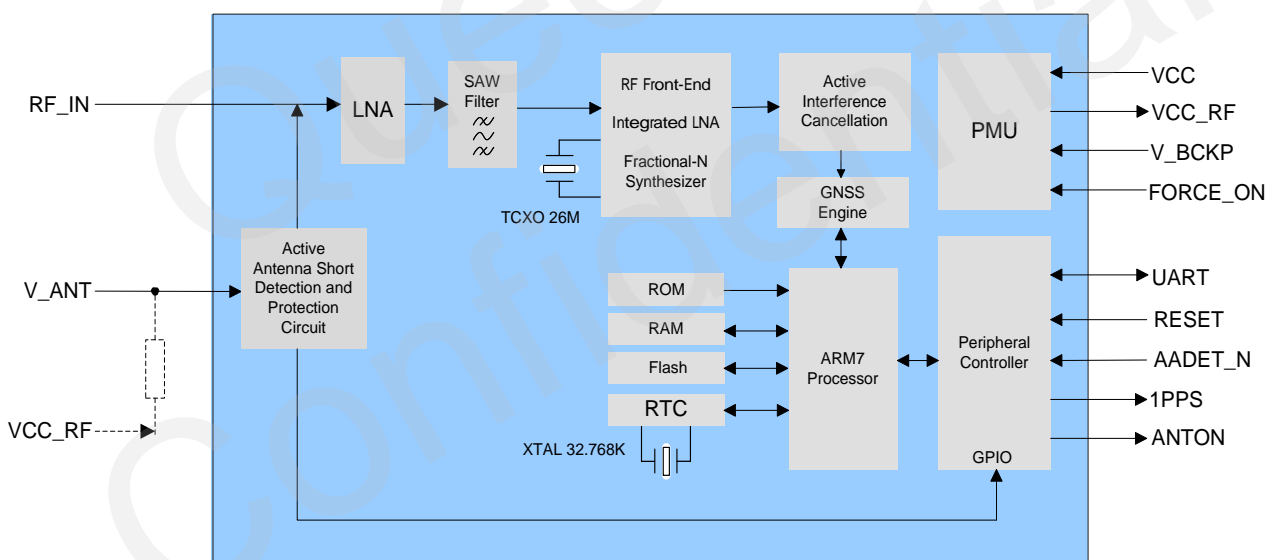 RF_IN
V_ANT
VCC_RF
LNA
SAW
Filter
RF Front-End
Integrated LNA
Fractional-N
Synthesizer
TCXO 26M
Active
Interference
Cancellation
GNSS
Engine
Active
Antenna Short
Detection and
Protection
Circuit
ROM
RAM
Flash
RTC
XTAL 32.768K
ARM7
Processor
PMU
Peripheral
Controller
GPIO
VCC
VCC_RF
V_BCKP
FORCE_ON
UART
RESET
AADET_N
1PPS
ANTON
Confidential